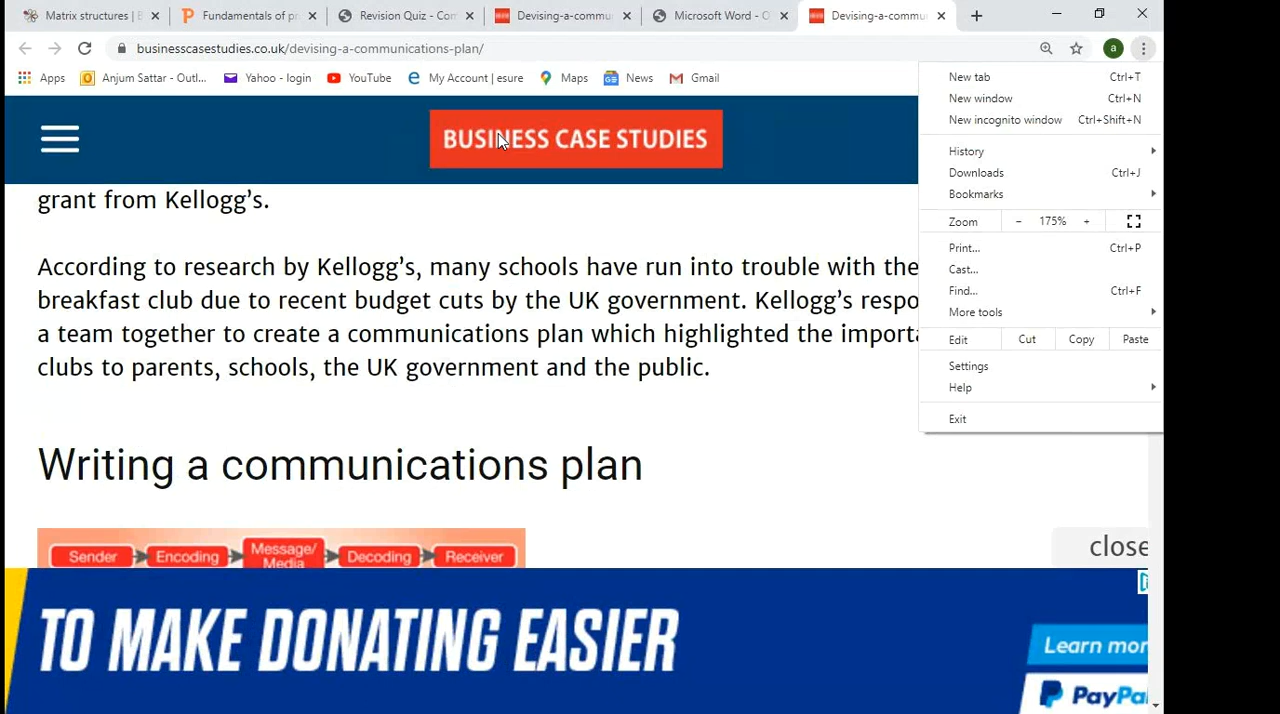 Matrix structures | B
Fundamentals of pr
Revision Quiz - Com
Devising-a-commu
Microsoft Word - O
Devising-a-commu
businesscasestudies.co.uk/devising-a-communications-plan/
a
Apps
Anjum Sattar - Outl...
Yahoo - login
YouTube
My Account | esure
Maps
News
Gmail
New tab Ctrl+T
New window Ctrl+N
New incognito window Ctrl+Shift+N
History
Downloads Ctrl+J
Bookmarks
Zoom - 175% +
Print... Ctrl+P
Cast...
Find... Ctrl+F
More tools
Edit Cut Copy Paste
Settings
Help
Exit
BUSINESS CASE STUDIES
grant from Kellogg's.
According to research by Kellogg's, many schools have run into trouble with the
breakfast club due to recent budget cuts by the UK government. Kellogg's respo
a team together to create a communications plan which highlighted the importa
clubs to parents, schools, the UK government and the public.
Writing a communications plan
Sender
Encoding
Message/
Media
Decoding
Receiver
close
TO MAKE DONATING EASIER
Learn mor
PayPa